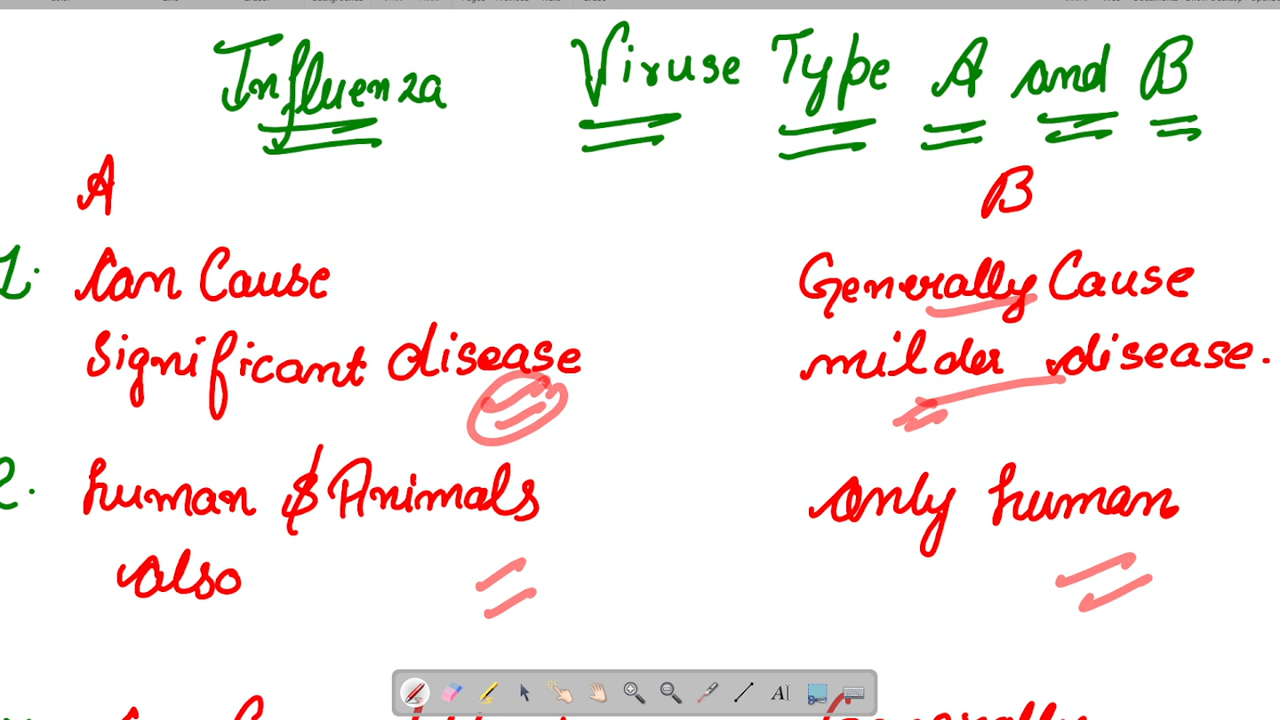 Influenza Viruse Type A and B
A B
1. Can Cause Generally Cause
Significant disease milder disease.
2. human & Animals only human
also
Generally